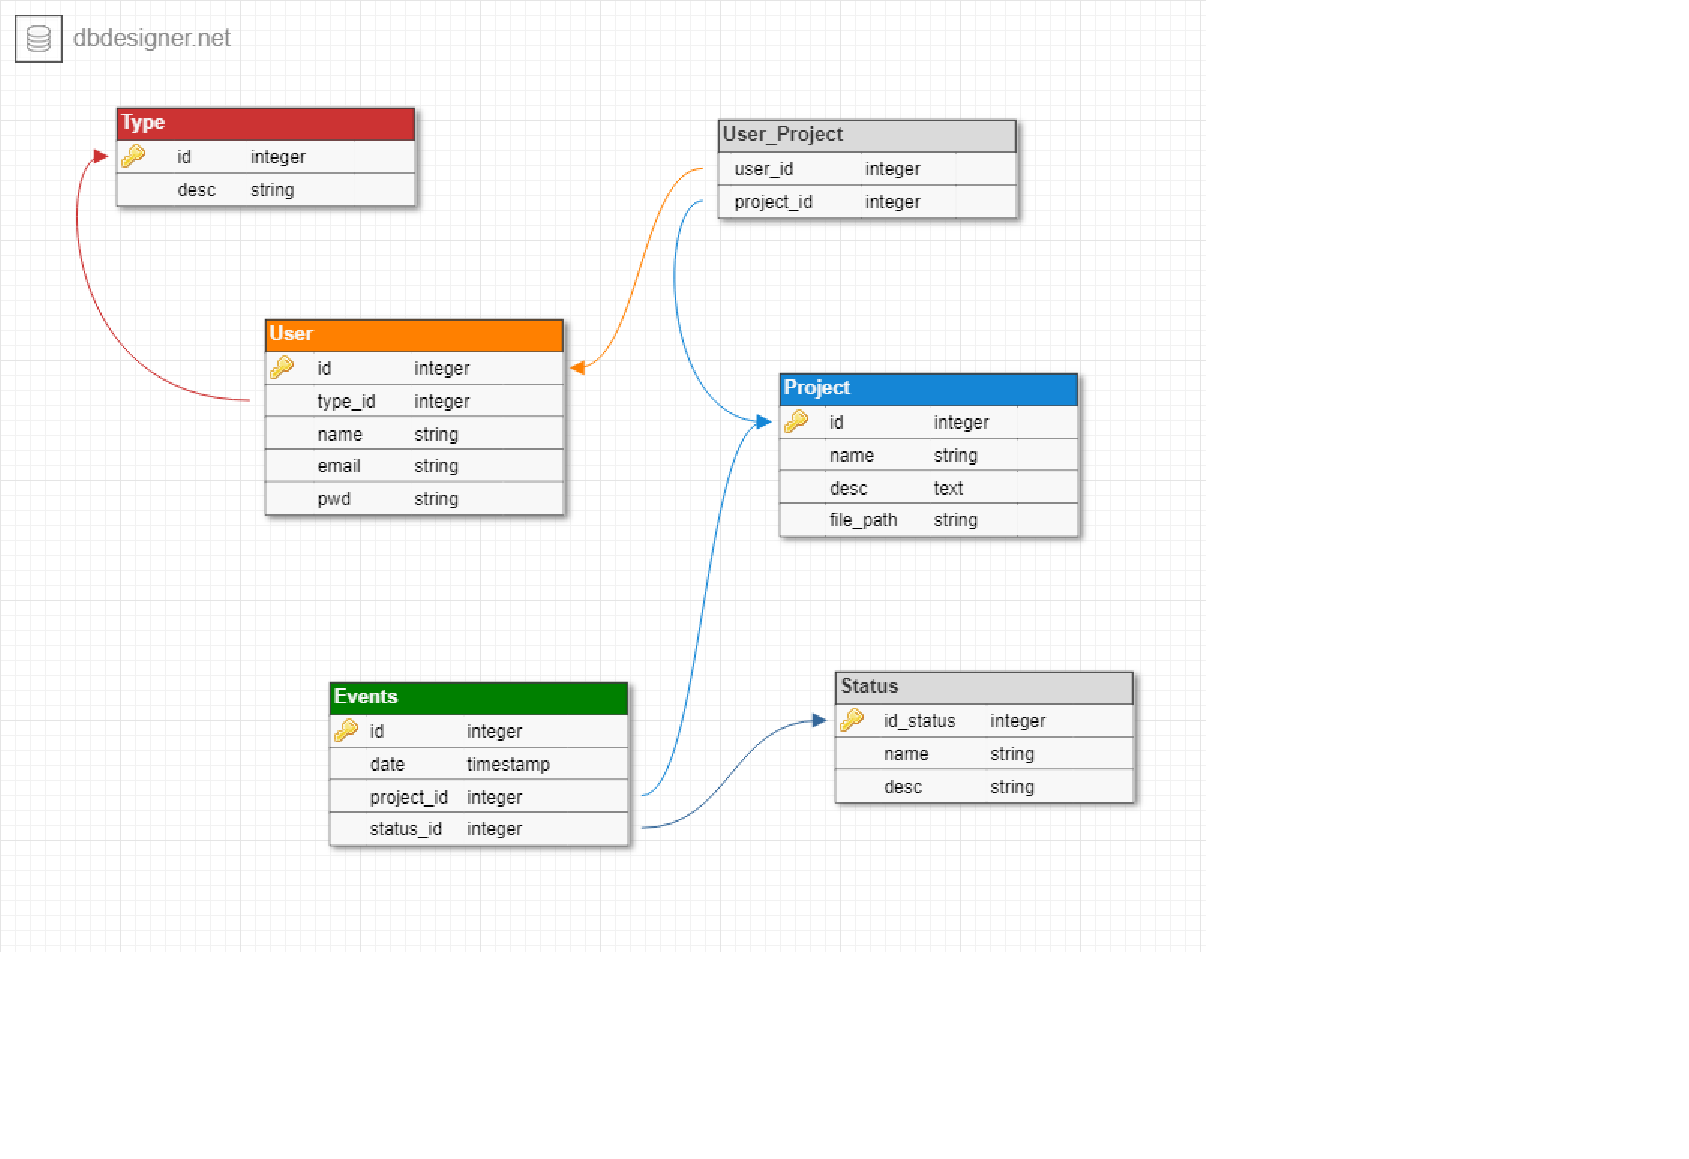 dbdesigner.net
Type
id integer
desc string
User_Project
user_id integer
project_id integer
User
id integer
type_id integer
name string
email string
pwd string
Project
id integer
name string
desc text
file_path string
Events
id integer
date timestamp
project_id integer
status_id integer
Status
id_status integer
name string
desc string